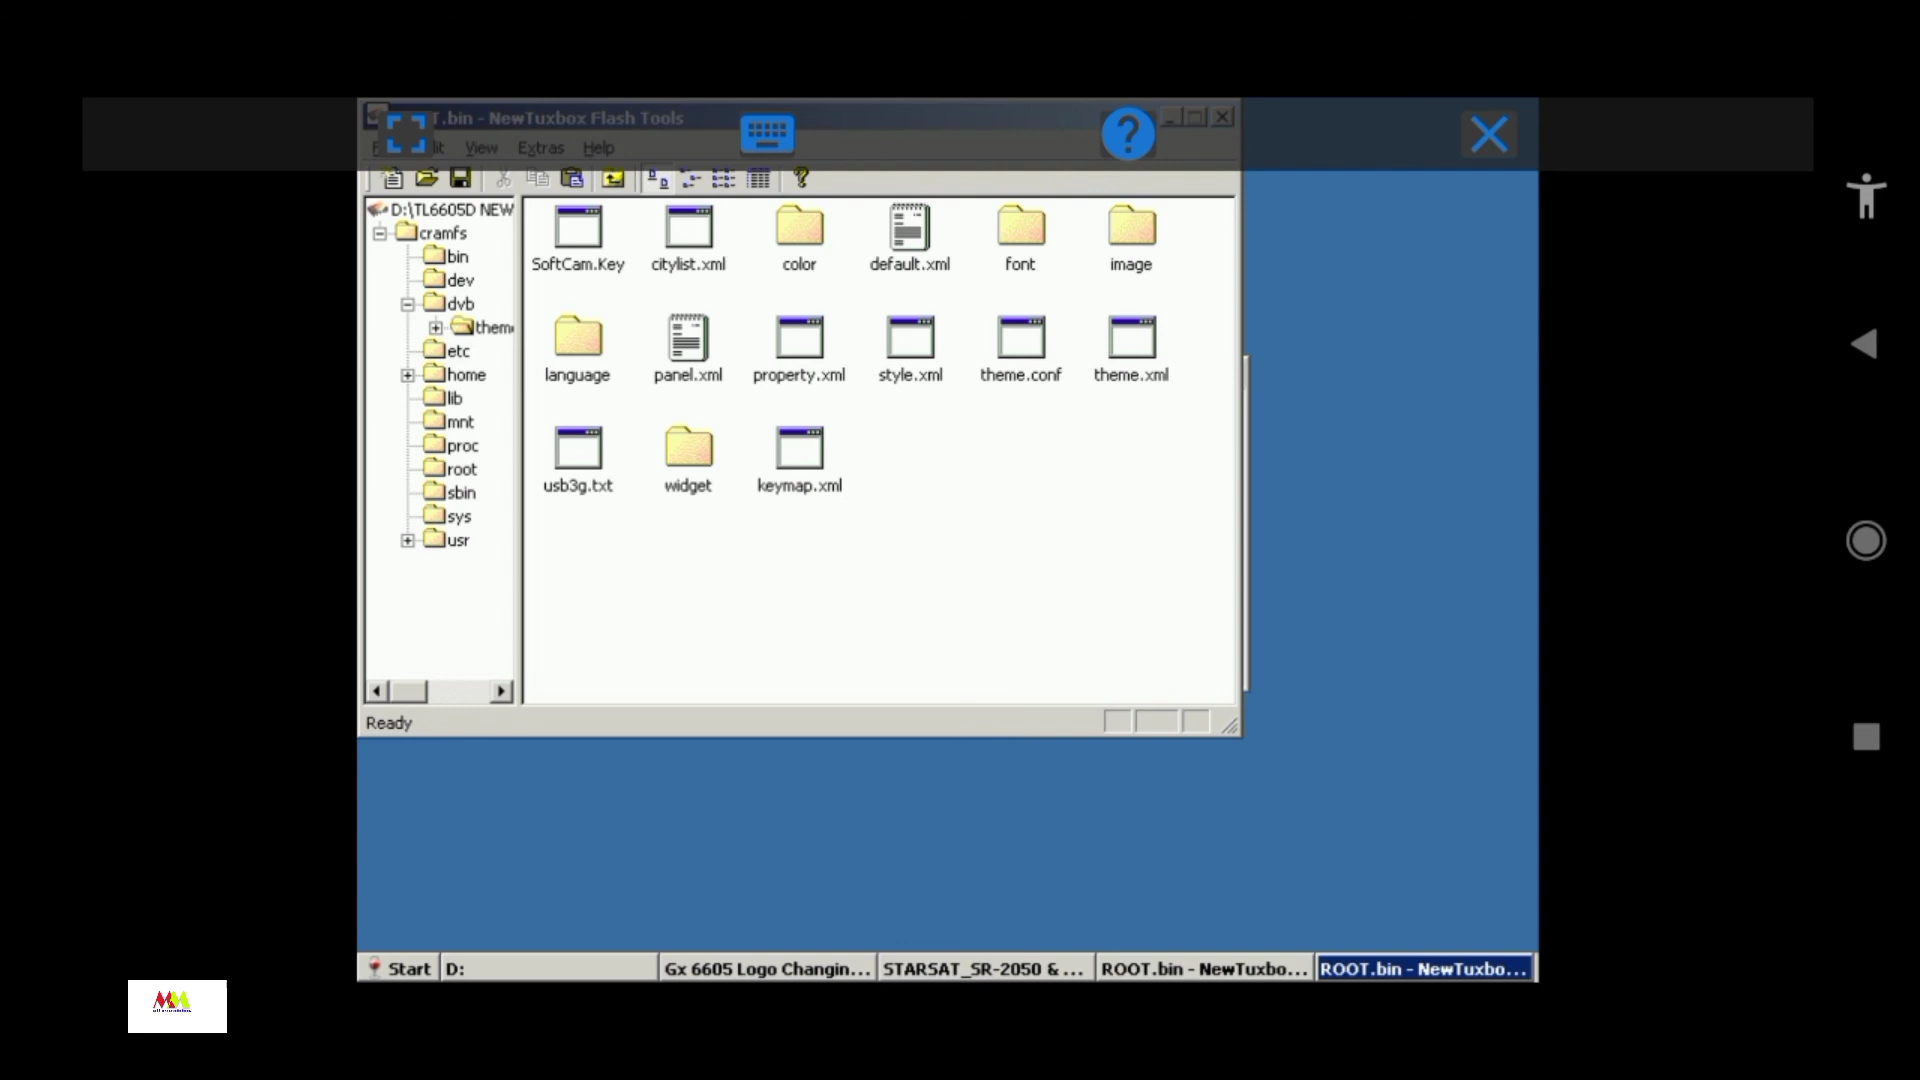 T.bin - NewTuxbox Flash Tools
View Extras Help
D:\TL6605D NEW
cramfs
bin
dev
dvb
them
etc
home
lib
mnt
proc
root
sbin
sys
usr
SoftCam.Key citylist.xml color default.xml font image
language panel.xml property.xml style.xml theme.conf theme.xml
usb3g.txt widget keymap.xml
Ready
Start D: Gx 6605 Logo Changin... STARSAT_SR-2050 & ... ROOT.bin - NewTuxbo... ROOT.bin - NewTuxbo...
MM